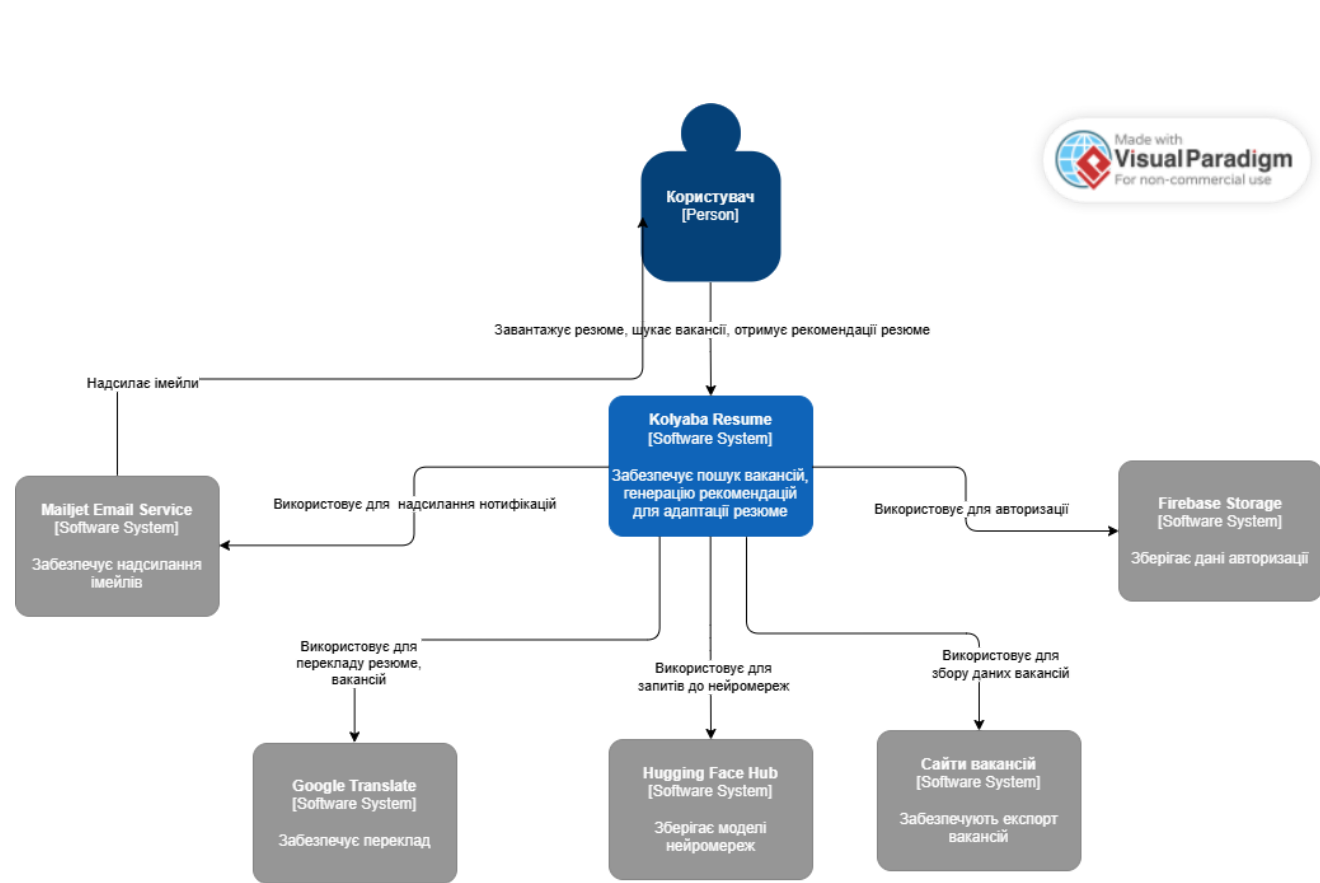 Made with
Visual Paradigm
For non-commercial use
Користувач
[Person]
Завантажує резюме, шукає вакансії, отримує рекомендації резюме
Надсилає імейли
Kolyaba Resume
[Software System]
Забезпечує пошук вакансій,
генерацію рекомендацій
для адаптації резюме
Mailjet Email Service
[Software System]
Забезпечує надсилання
імейлів
Використовує для надсилання нотифікацій
Використовує для авторизації
Firebase Storage
[Software System]
Зберігає дані авторизації
Використовує для
перекладу резюме,
вакансій
Використовує для
запитів до нейромереж
Використовує для
збору даних вакансій
Google Translate
[Software System]
Забезпечує переклад
Hugging Face Hub
[Software System]
Зберігає моделі
нейромереж
Сайти вакансій
[Software System]
Забезпечують експорт
вакансій